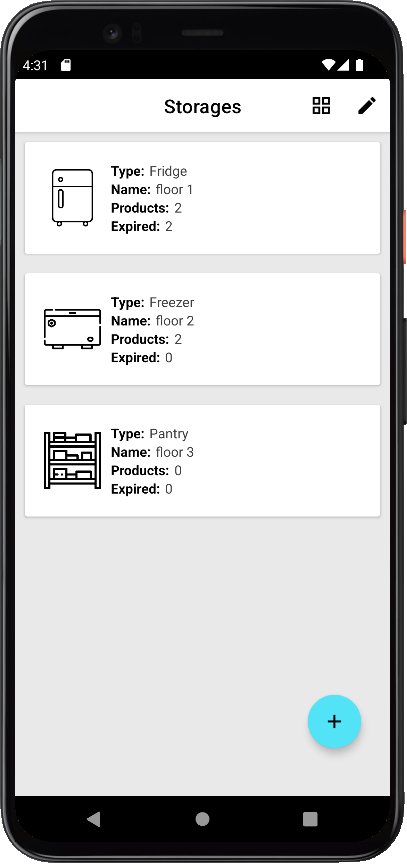 4:31
Storages
Type: Fridge
Name: floor 1
Products: 2
Expired: 2
Type: Freezer
Name: floor 2
Products: 2
Expired: 0
Type: Pantry
Name: floor 3
Products: 0
Expired: 0
+